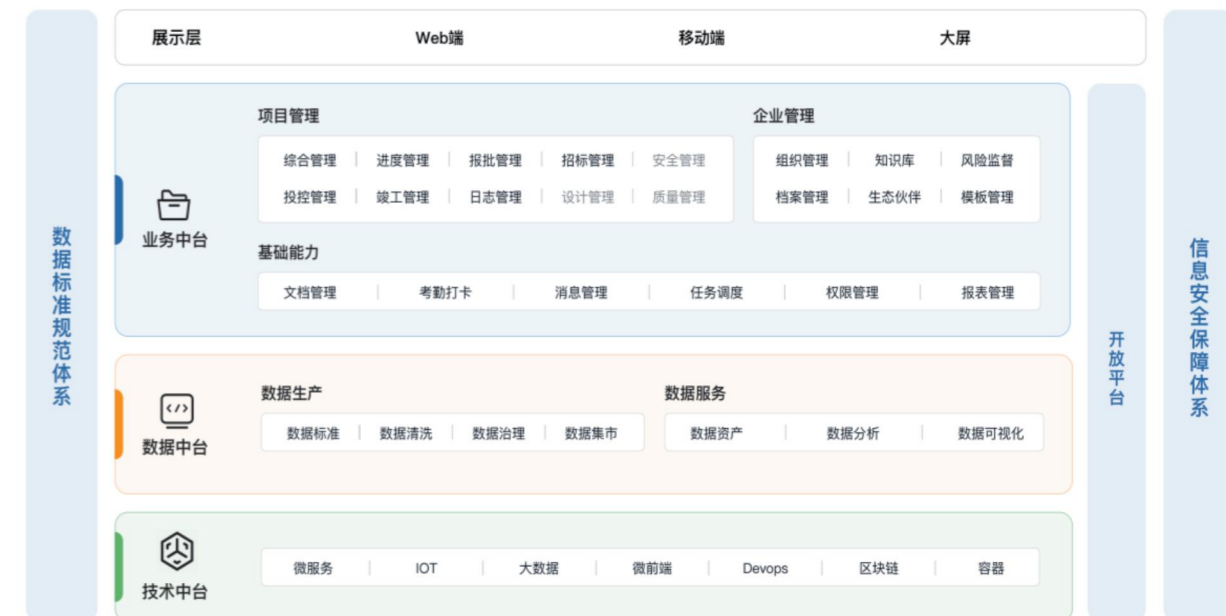 数据标准规范体系
展示层 Web端 移动端 大屏
项目管理 企业管理
综合管理 进度管理 报批管理 招标管理 安全管理 组织管理 知识库 风险监督
投控管理 竣工管理 日志管理 设计管理 质量管理 档案管理 生态伙伴 模板管理
业务中台
基础能力
文档管理 考勤打卡 消息管理 任务调度 权限管理 报表管理
数据生产 数据服务
数据标准 数据清洗 数据治理 数据集市 数据资产 数据分析 数据可视化
数据中台
微服务 IOT 大数据 微前端 Devops 区块链 容器
技术中台
开放平台
信息安全保障体系